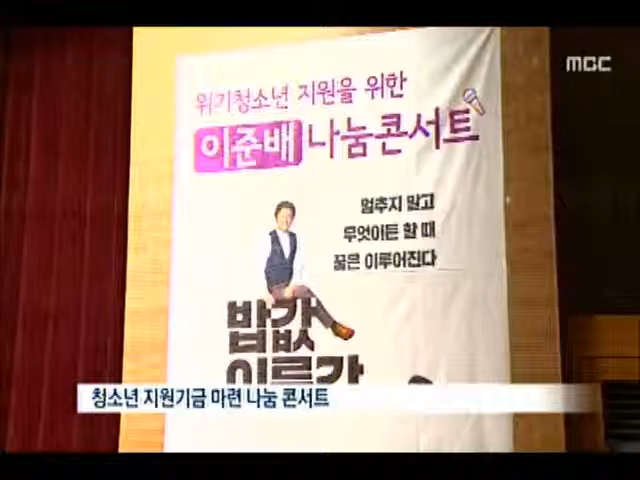 MBC
위기청소년 지원을 위한
이준배 나눔콘서트
멈추지 말고
무엇이든 할 때
꿈은 이루어진다
밥값
청소년 지원기금 마련 나눔 콘서트